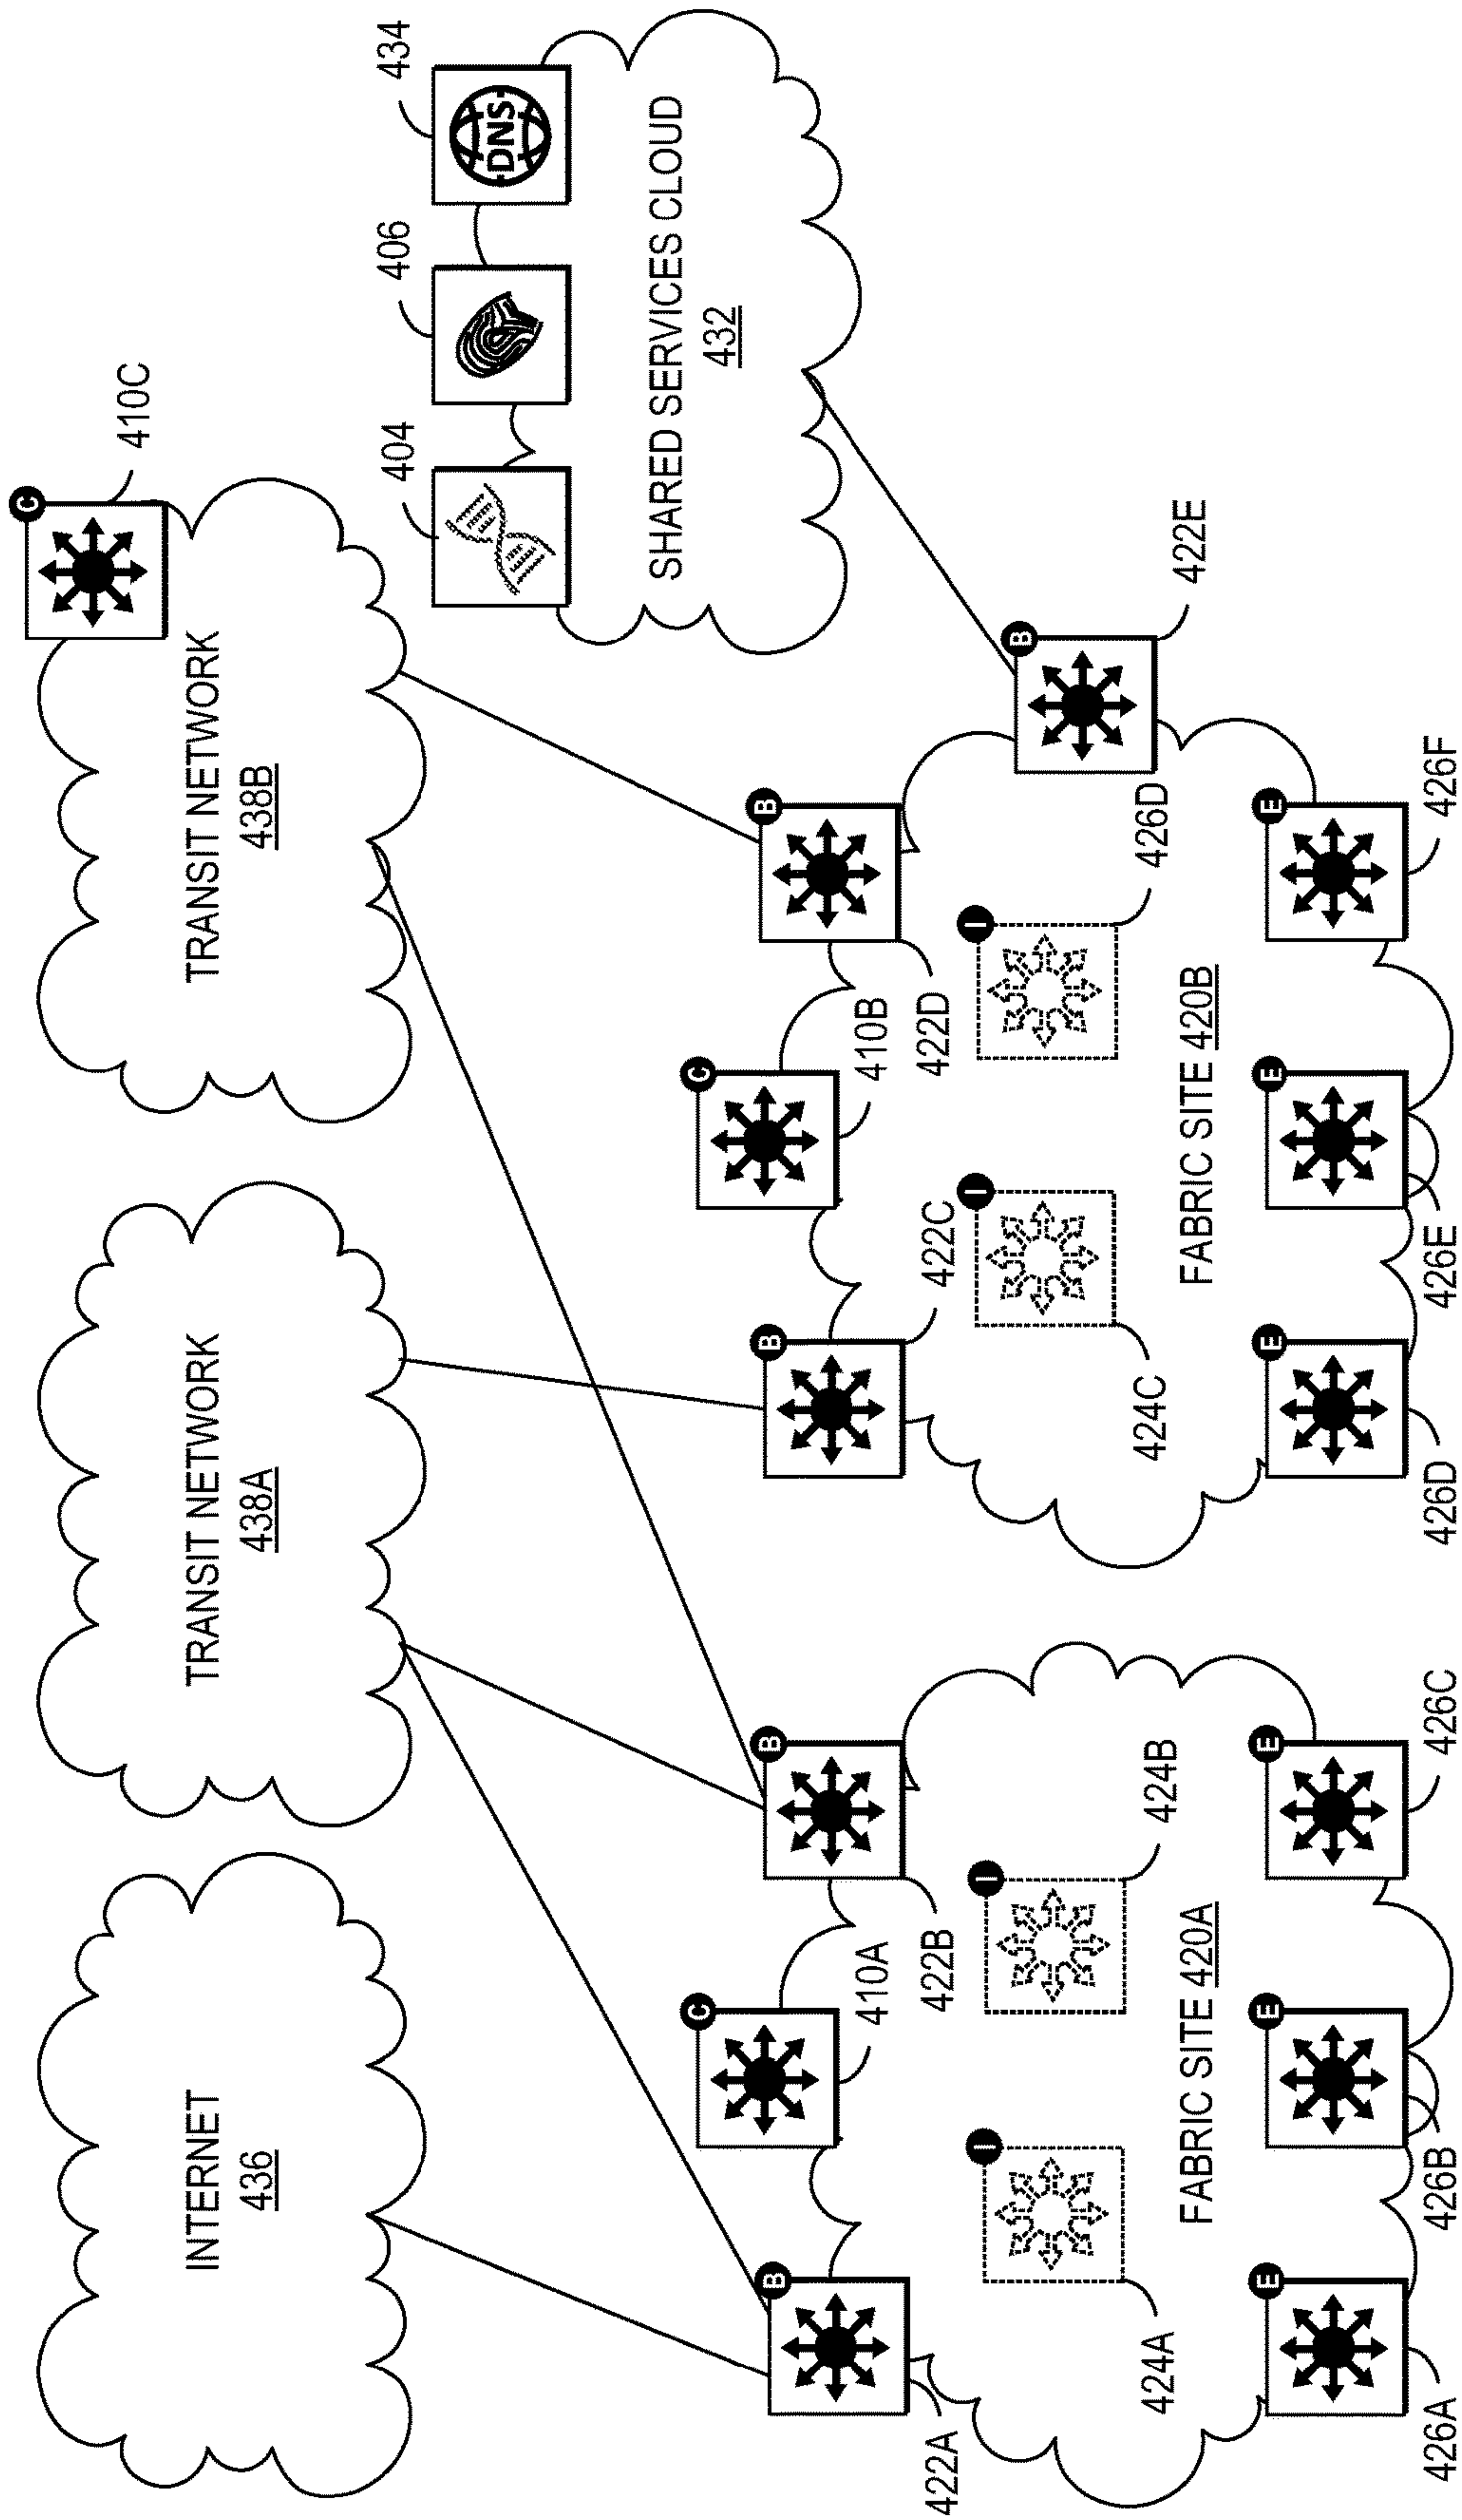 INTERNET
436
TRANSIT NETWORK
438A
TRANSIT NETWORK
438B
C
410C
404
406
434
DNS
SHARED SERVICES CLOUD
432
B
422A
C
410A
B
422B
I
424A
I
424B
FABRIC SITE 420A
E
426A
E
426B
E
426C
B
422C
C
410B
B
422D
B
422E
I
424C
I
426D
FABRIC SITE 420B
E
426D
E
426E
E
426F